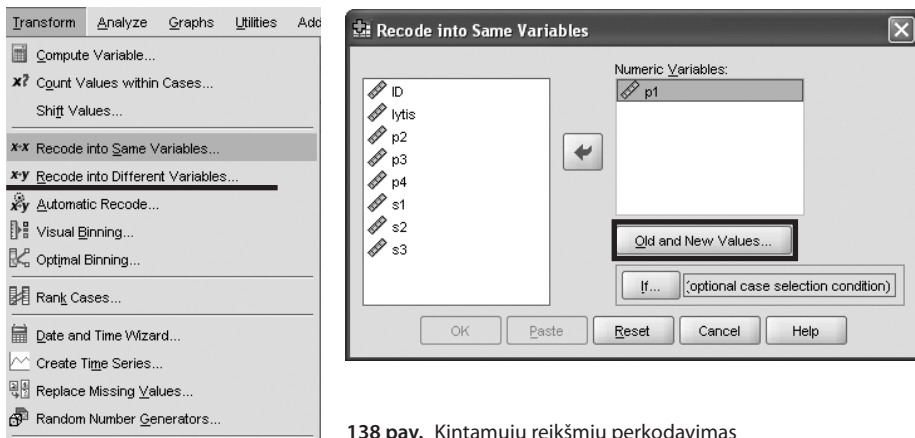 Transform Analyze Graphs Utilities Add
Compute Variable...
Count Values within Cases...
Shift Values...
Recode into Same Variables...
Recode into Different Variables...
Automatic Recode...
Visual Binning...
Optimal Binning...
Rank Cases...
Date and Time Wizard...
Create Time Series...
Replace Missing Values...
Random Number Generators...
Recode into Same Variables
Numeric Variables:
ID
lytis
p2
p3
p4
s1
s2
s3
p1
Old and New Values...
If... (optional case selection condition)
OK Paste Reset Cancel Help
138 pav. Kintamųjų reikšmių perkodavimas